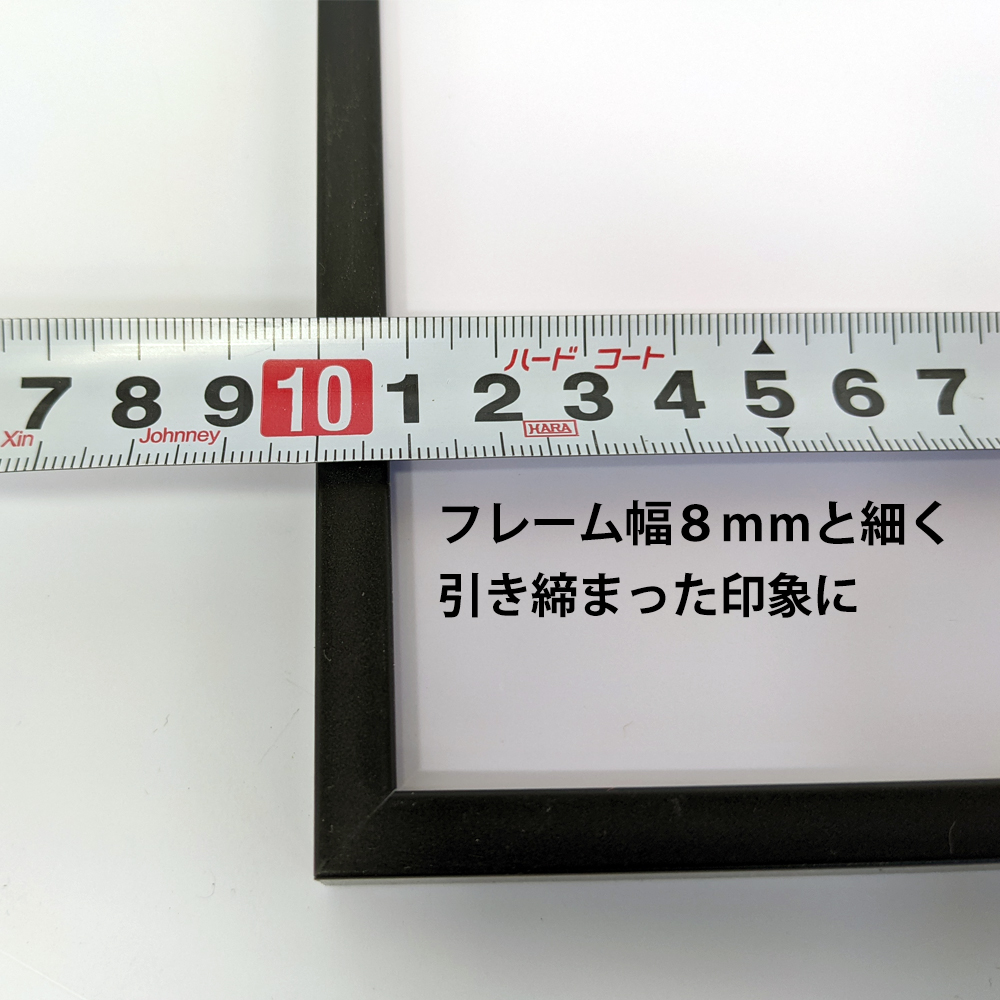 ハード コート
7 8 9 10 1 2 3 4 5 6 7
Xin Johnney HARA
フレーム幅８ｍｍと細く
引き締まった印象に